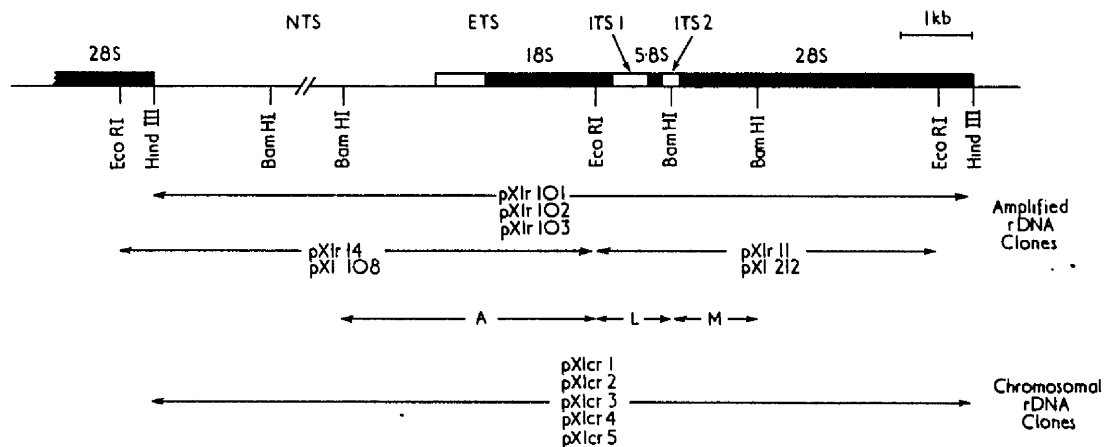 NTS ETS ITS 1 ITS 2 1kb
28S 18S 5·8S 28S
Eco RI
Hind III
Bam HI
Bam HI
Eco RI
Bam HI
Bam HI
Eco RI
Hind III
pXlr 101
pXlr 102
pXlr 103
Amplified
rDNA
Clones
pXlr 14
pXl 108
pXlr 11
pXl 212
A L M
pXlcr 1
pXlcr 2
pXlcr 3
pXlcr 4
pXlcr 5
Chromosomal
rDNA
Clones